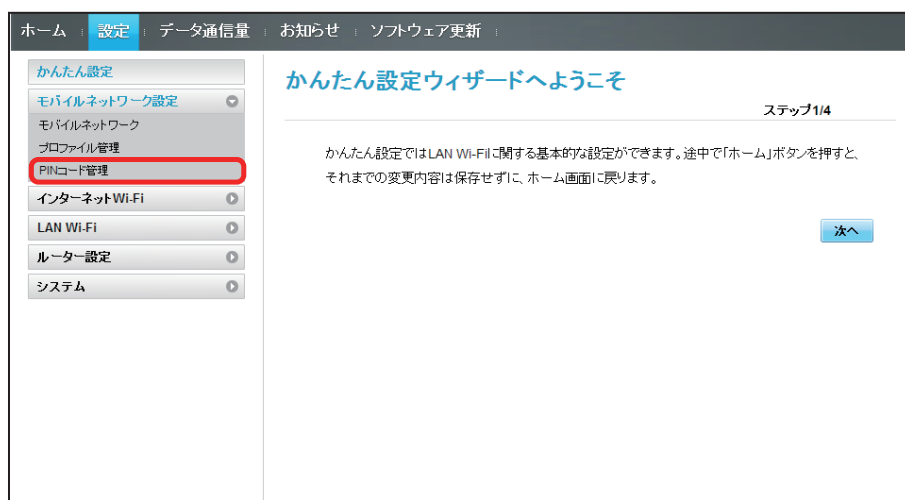 ホーム 設定 データ通信量 お知らせ ソフトウェア更新
かんたん設定
モバイルネットワーク設定
モバイルネットワーク
プロファイル管理
PINコード管理
インターネットWi-Fi
LAN Wi-Fi
ルーター設定
システム
かんたん設定ウィザードへようこそ
ステップ1/4
かんたん設定ではLAN Wi-Fiに関する基本的な設定ができます。途中で「ホーム」ボタンを押すと、
それまでの変更内容は保存せずに、ホーム画面に戻ります。
次へ